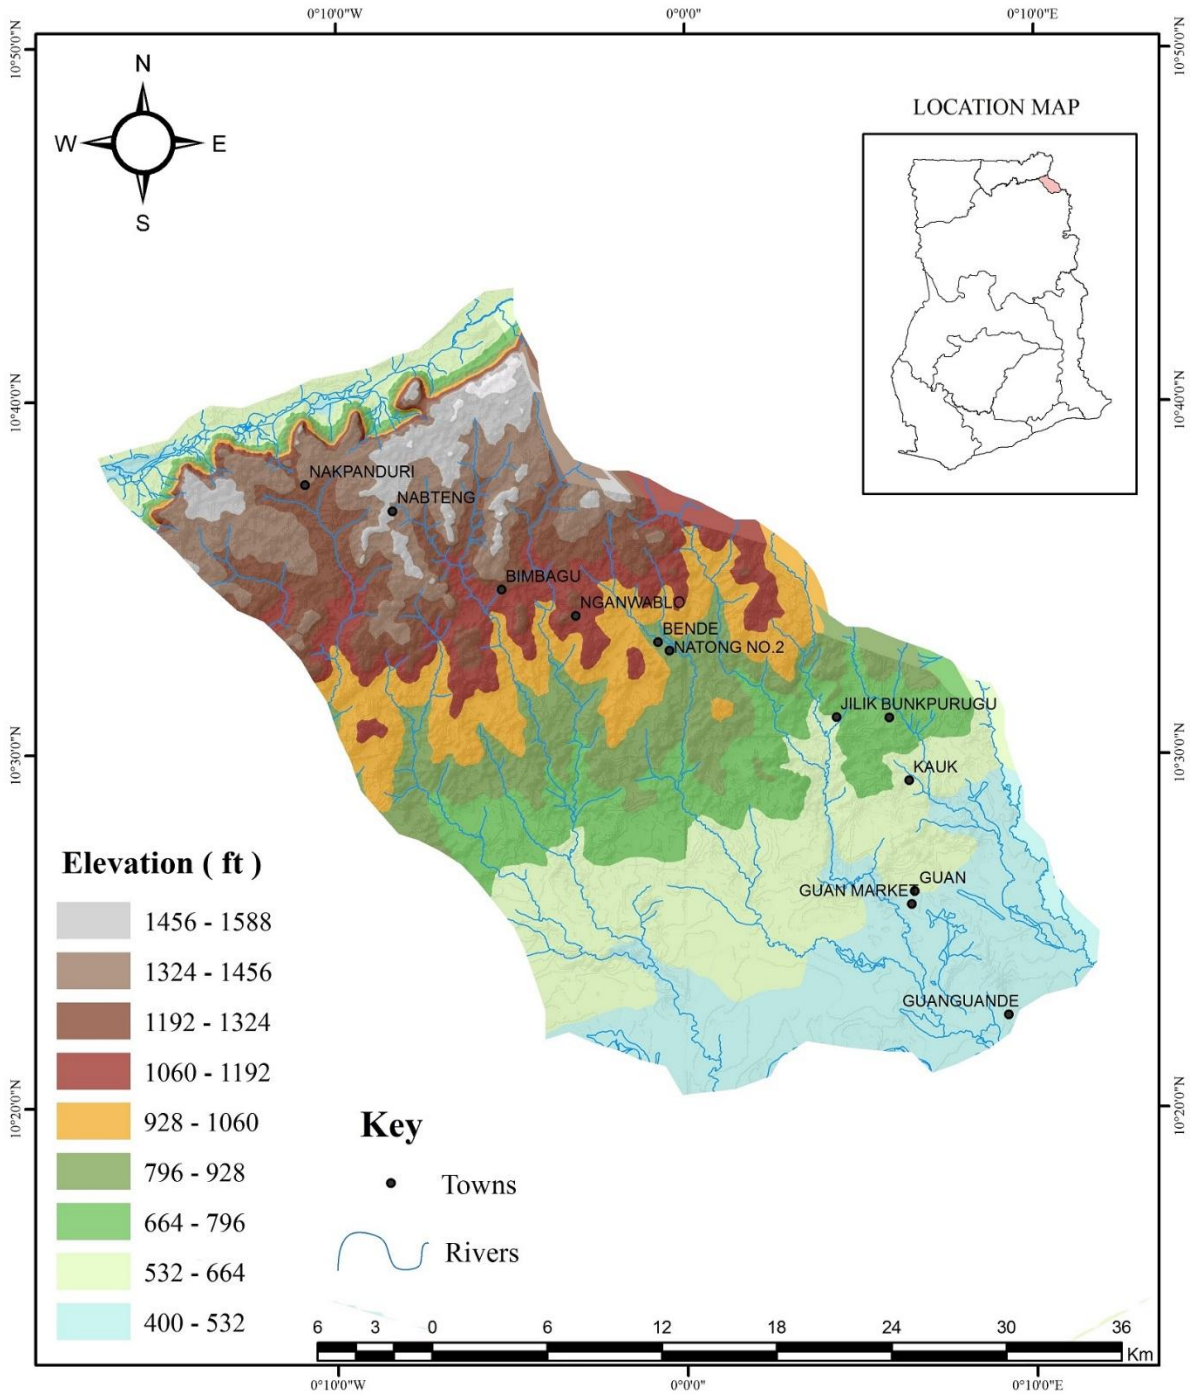 0°10'0"W 0°0'0" 0°10'0"E
10°50'0"N 10°50'0"N
N
W E
S
LOCATION MAP
10°40'0"N 10°40'0"N
NAKPANDURI
NABTENG
BIMBAGU
NGANWABLO
BENDE
NATONG NO.2
JILIK BUNKPURUGU
10°30'0"N 10°30'0"N
KAUK
GUAN
GUAN MARKET
GUANGUANDE
Elevation ( ft )
1456 - 1588
1324 - 1456
1192 - 1324
1060 - 1192
928 - 1060
796 - 928
664 - 796
532 - 664
400 - 532
10°20'0"N 10°20'0"N
Key
Towns
Rivers
6 3 0 6 12 18 24 30 36
Km
0°10'0"W 0°0'0" 0°10'0"E